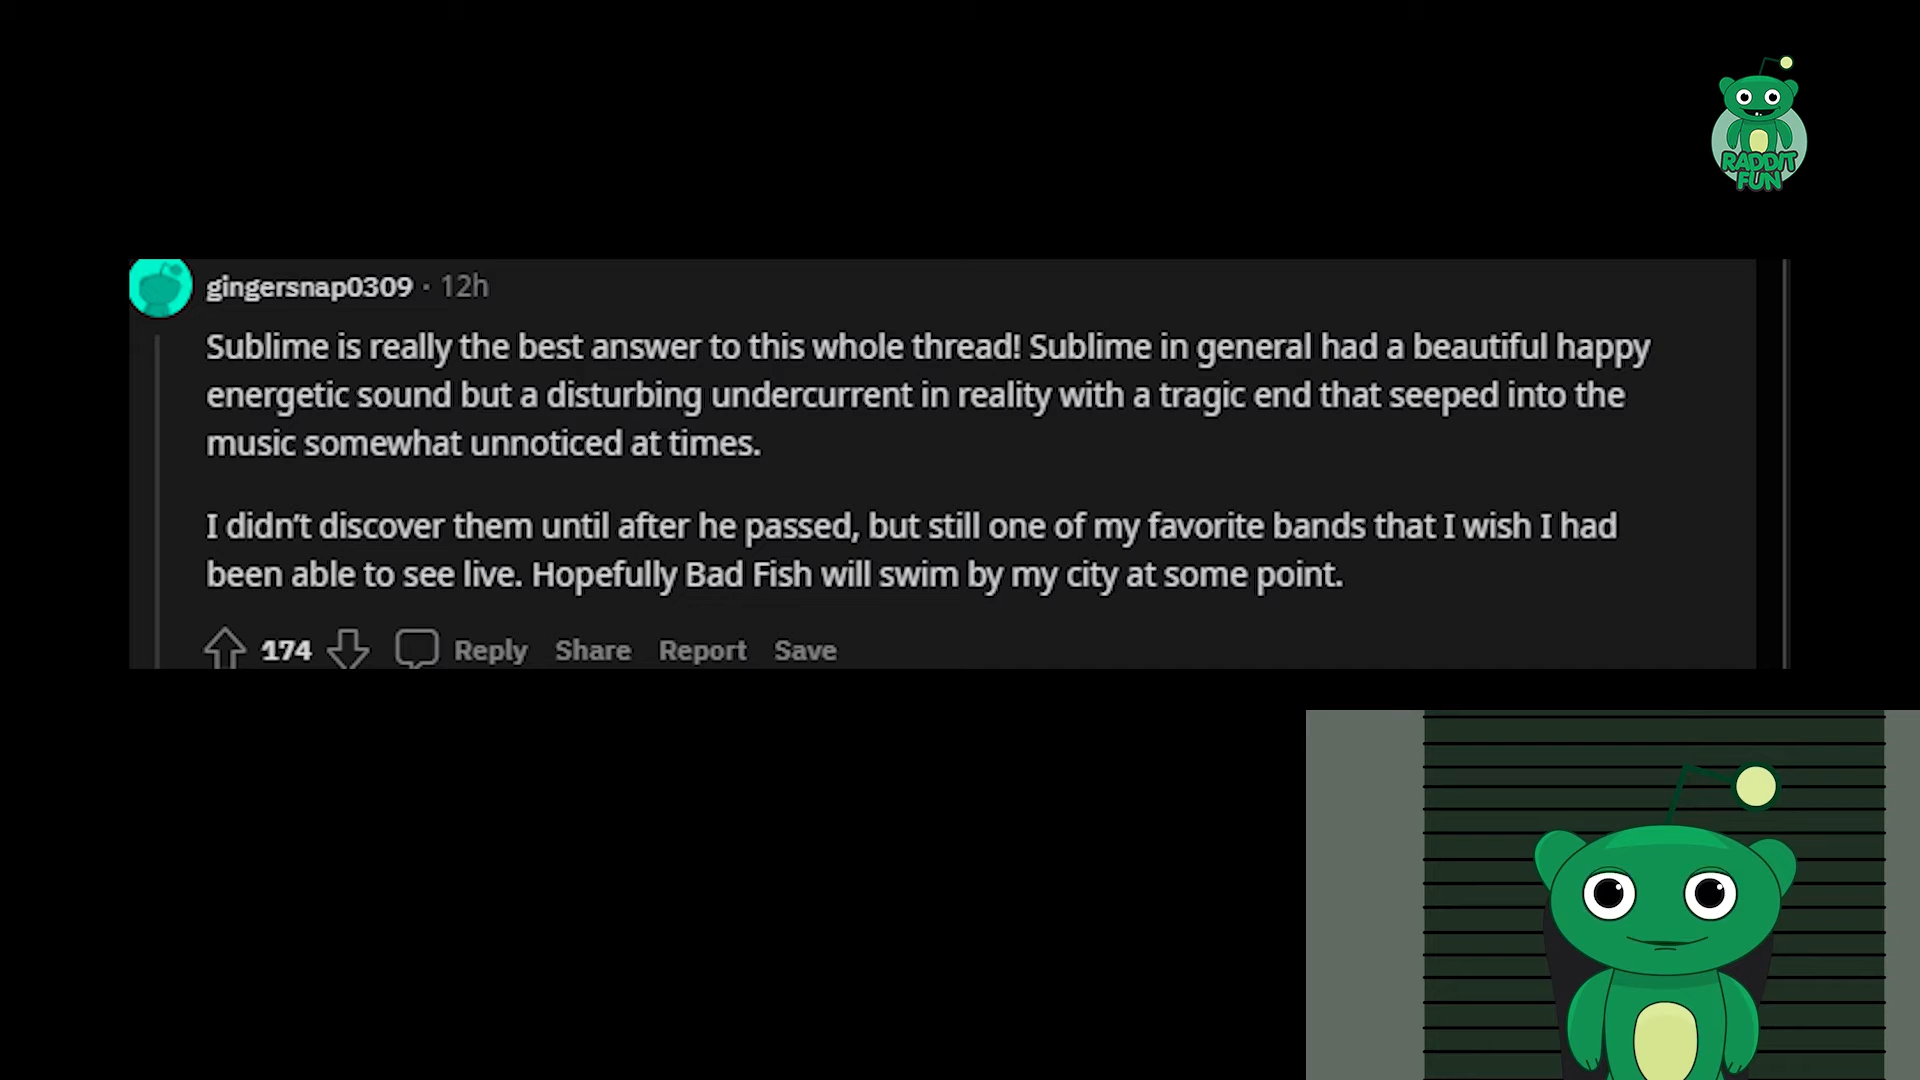 RADDIT
FUN
gingersnap0309 · 12h
Sublime is really the best answer to this whole thread! Sublime in general had a beautiful happy
energetic sound but a disturbing undercurrent in reality with a tragic end that seeped into the
music somewhat unnoticed at times.
I didn't discover them until after he passed, but still one of my favorite bands that I wish I had
been able to see live. Hopefully Bad Fish will swim by my city at some point.
174 Reply Share Report Save